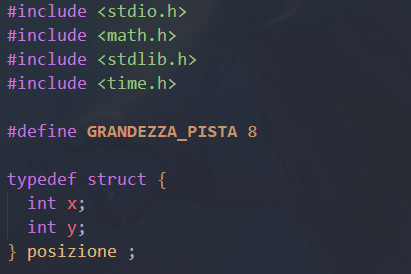 #include <stdio.h>
#include <math.h>
#include <stdlib.h>
#include <time.h>

#define GRANDEZZA_PISTA 8

typedef struct {
  int x;
  int y;
} posizione ;